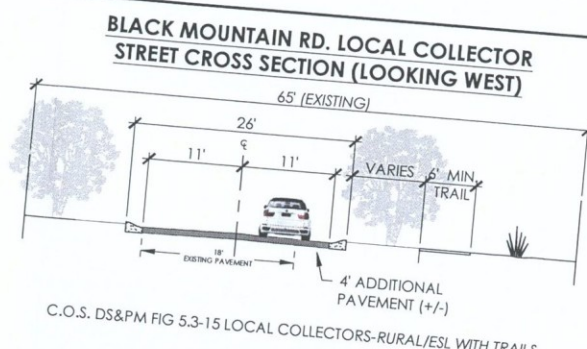 BLACK MOUNTAIN RD. LOCAL COLLECTOR
STREET CROSS SECTION (LOOKING WEST)
65' (EXISTING)
26'
℄
11' 11' VARIES 6' MIN.
TRAIL
18'
EXISTING PAVEMENT
4' ADDITIONAL
PAVEMENT (+/-)
C.O.S. DS&PM FIG 5.3-15 LOCAL COLLECTORS-RURAL/ESL WITH TRAILS